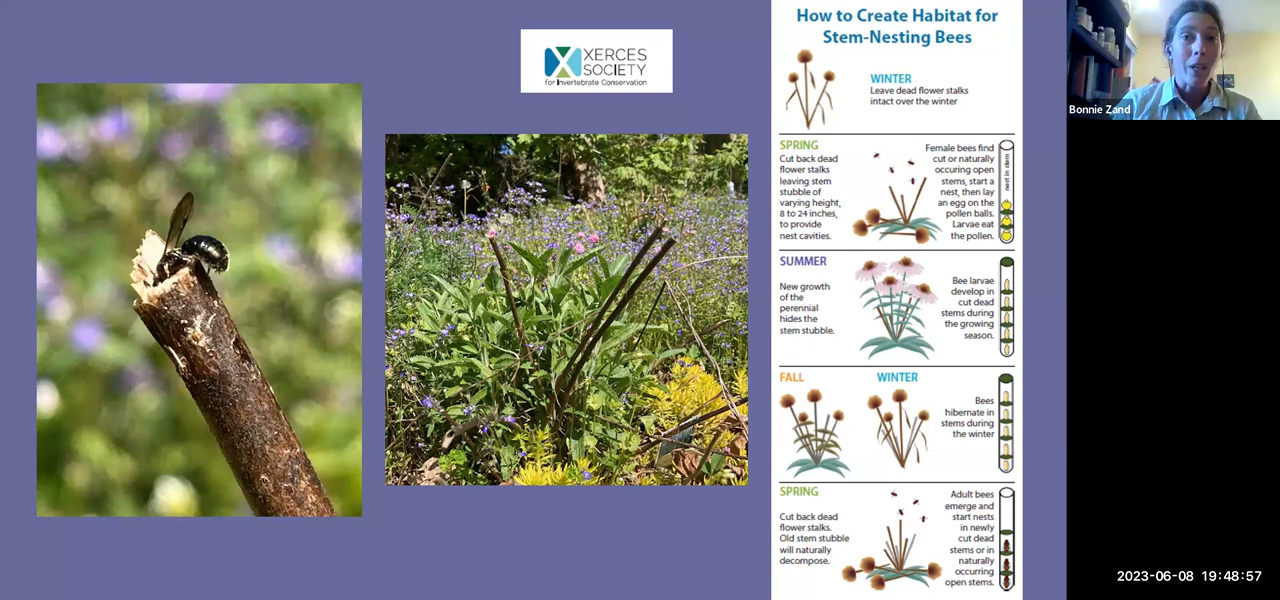 XERCES
SOCIETY
for Invertebrate Conservation
How to Create Habitat for
Stem-Nesting Bees
WINTER
Leave dead flower stalks
intact over the winter
SPRING
Cut back dead
flower stalks
leaving stem
stubble of
varying height,
8 to 24 inches,
to provide
nest cavities.
Female bees find
cut or naturally
occuring open
stems, start a
nest, then lay
an egg on the
pollen balls.
Larvae eat
the pollen.
nest in stem
SUMMER
New growth
of the
perennial
hides the
stem stubble.
Bee larvae
develop in
cut dead
stems during
the growing
season.
FALL
WINTER
Bees
hibernate in
stems during
the winter
SPRING
Cut back dead
flower stalks.
Old stem stubble
will naturally
decompose.
Adult bees
emerge and
start nests
in newly
cut dead
stems or in
naturally
occurring
open stems.
Bonnie Zand
2023-06-08 19:48:57